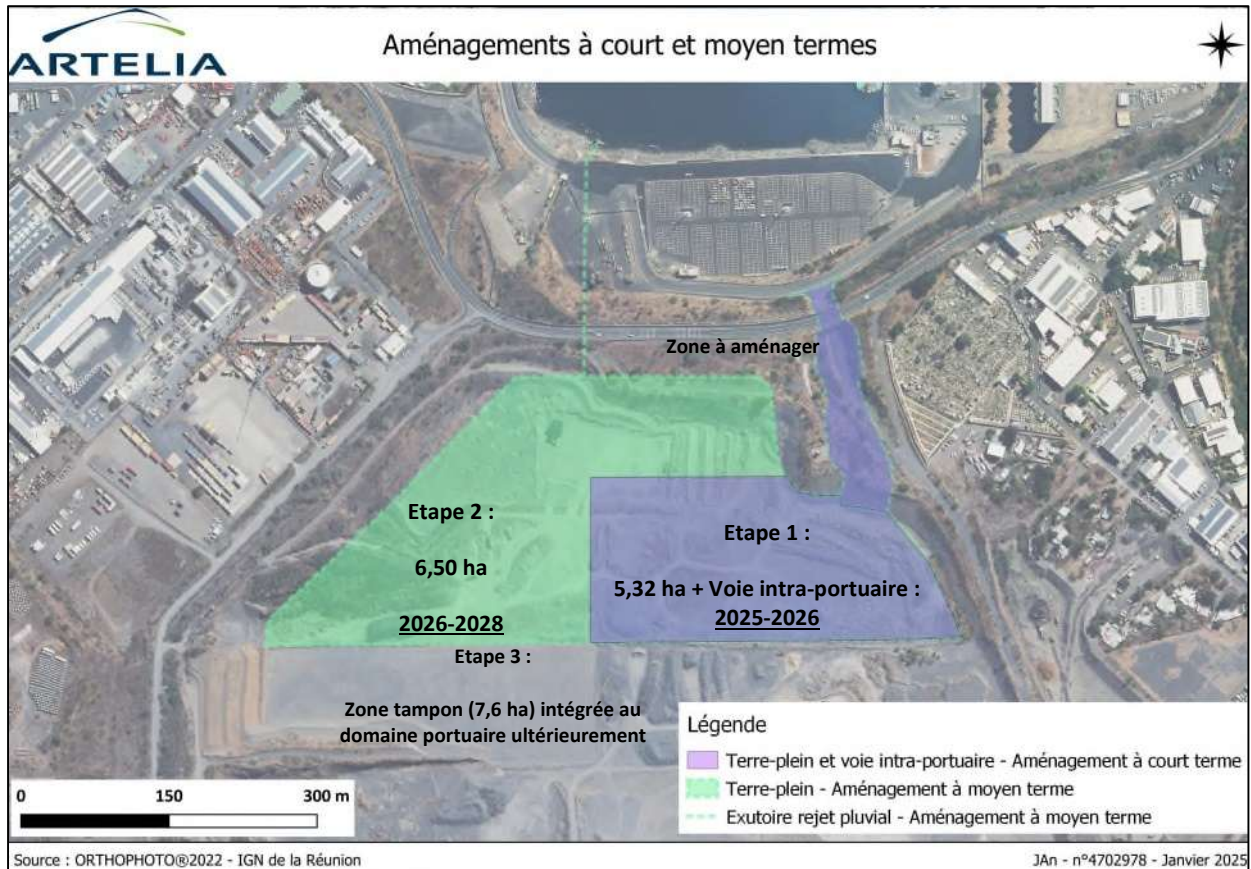 ARTELIA
Aménagements à court et moyen termes
Zone à aménager
Etape 2 :
6,50 ha
2026-2028
Etape 1 :
5,32 ha + Voie intra-portuaire :
2025-2026
Etape 3 :
Zone tampon (7,6 ha) intégrée au
domaine portuaire ultérieurement
Légende
Terre-plein et voie intra-portuaire - Aménagement à court terme
Terre-plein - Aménagement à moyen terme
Exutoire rejet pluvial - Aménagement à moyen terme
0 150 300 m
Source : ORTHOPHOTO®2022 - IGN de la Réunion
JAn - n°4702978 - Janvier 2025